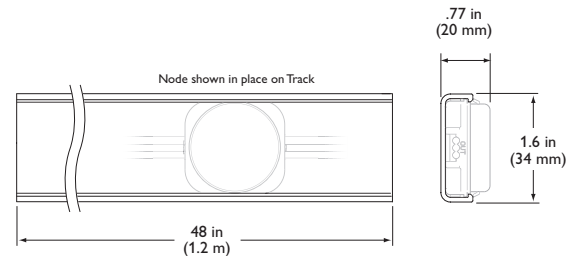 .77 in
(20 mm)
Node shown in place on Track
1.6 in
(34 mm)
48 in
(1.2 m)